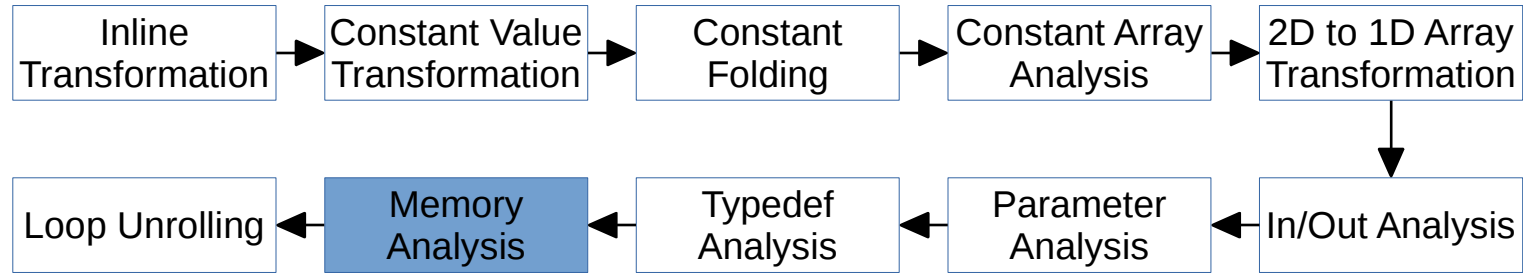 Inline
Transformation
Constant Value
Transformation
Constant
Folding
Constant Array
Analysis
2D to 1D Array
Transformation
Loop Unrolling
Memory
Analysis
Typedef
Analysis
Parameter
Analysis
In/Out Analysis